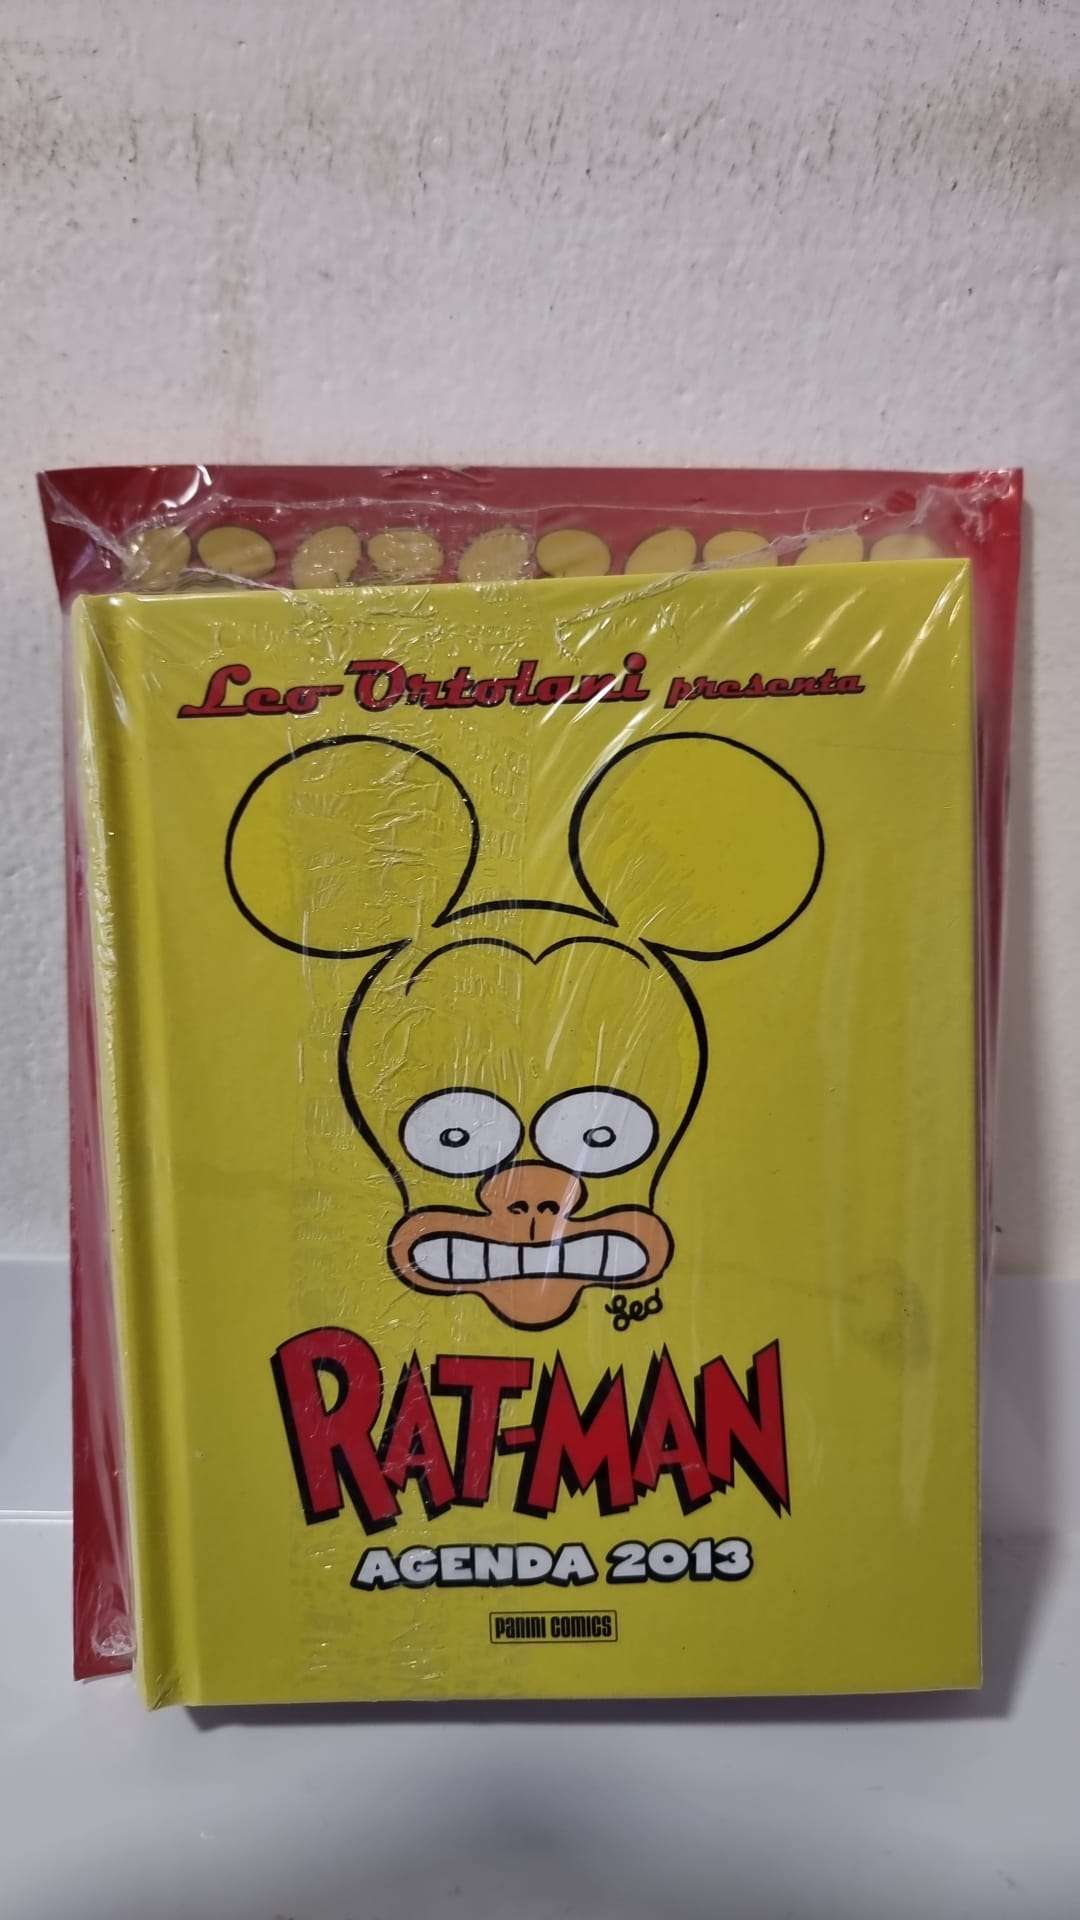 Leo Ortolani presenta
Leo
RAT-MAN
AGENDA 2013
PANINI COMICS